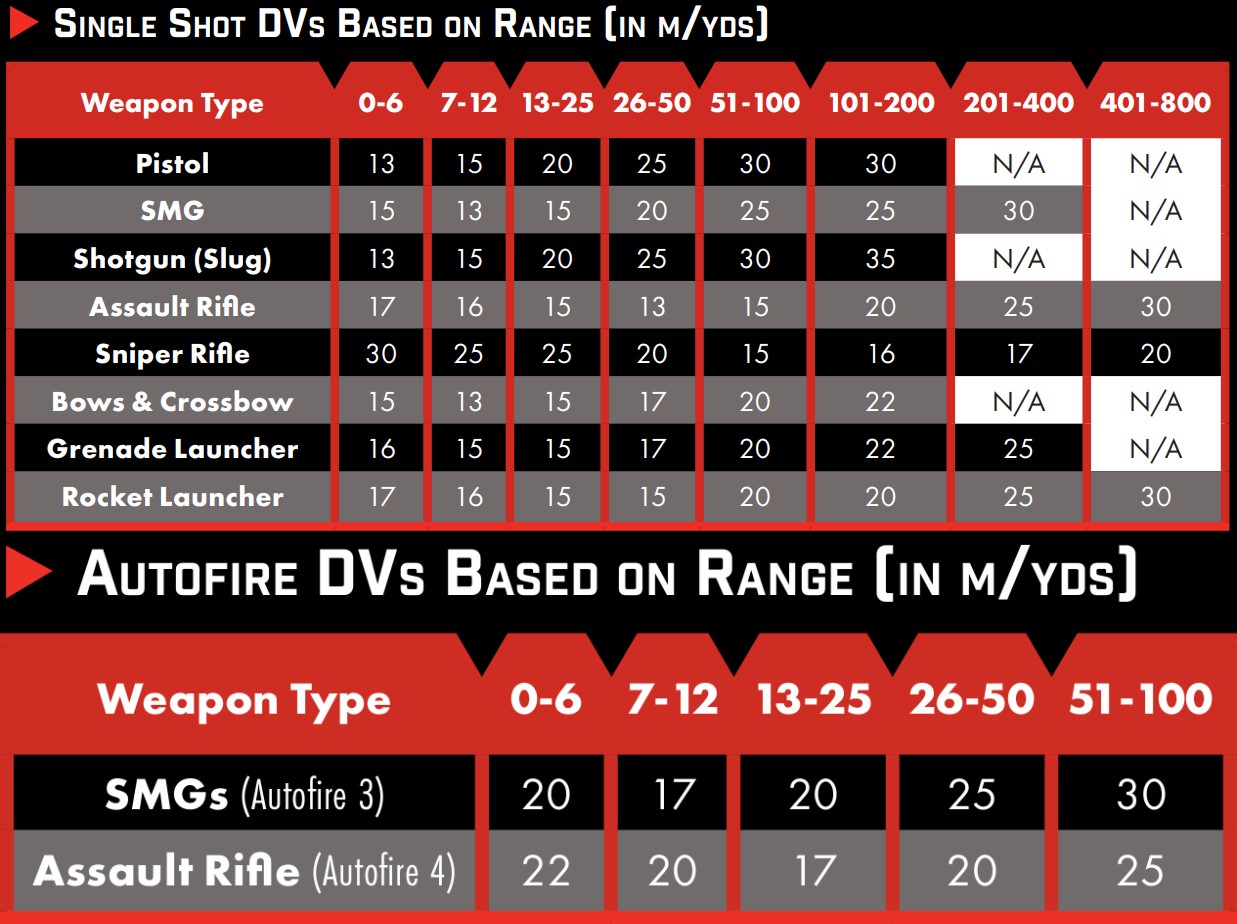 Single Shot DVs Based on Range (in m/yds)
Weapon Type 0-6 7-12 13-25 26-50 51-100 101-200 201-400 401-800
Pistol 13 15 20 25 30 30 N/A N/A
SMG 15 13 15 20 25 25 30 N/A
Shotgun (Slug) 13 15 20 25 30 35 N/A N/A
Assault Rifle 17 16 15 13 15 20 25 30
Sniper Rifle 30 25 25 20 15 16 17 20
Bows & Crossbow 15 13 15 17 20 22 N/A N/A
Grenade Launcher 16 15 15 17 20 22 25 N/A
Rocket Launcher 17 16 15 15 20 20 25 30
Autofire DVs Based on Range (in m/yds)
Weapon Type 0-6 7-12 13-25 26-50 51-100
SMGs (Autofire 3) 20 17 20 25 30
Assault Rifle (Autofire 4) 22 20 17 20 25